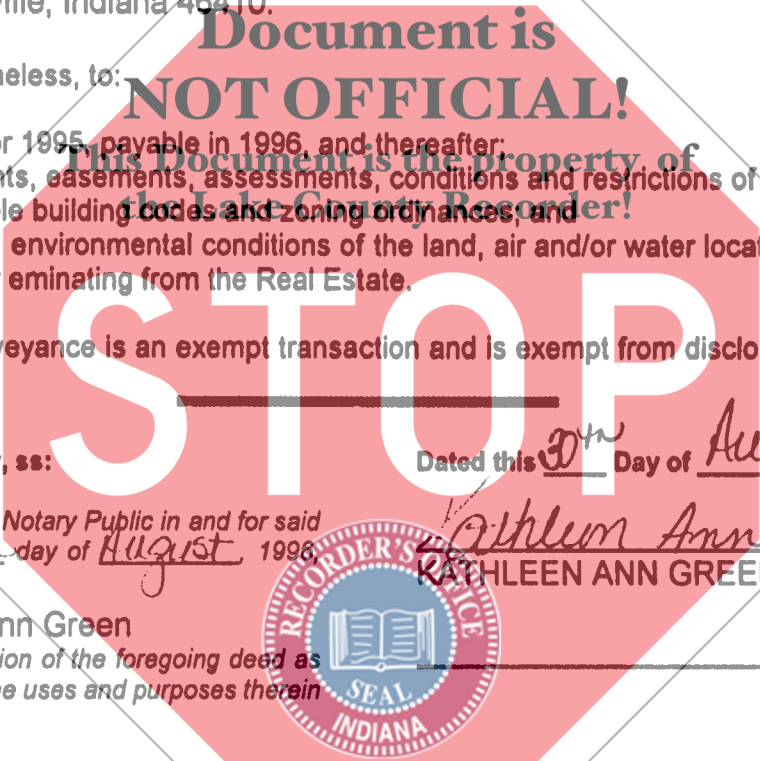 ville, Indiana 46410.
Document is
NOT OFFICIAL!
neless, to:
r 1995, payable in 1996, and thereafter;
This Document is the property of
nts, easements, assessments, conditions and restrictions of
the Lake County Recorder!
le building codes and zoning ordinances; and
environmental conditions of the land, air and/or water locat
eminating from the Real Estate.
STOP
veyance is an exempt transaction and is exempt from disclo
, ss:
Dated this 30th Day of Au
Notary Public in and for said
day of August 1996,
Kathleen Ann
KATHLEEN ANN GREE
nn Green
ion of the foregoing deed as
e uses and purposes therein
RECORDER'S OFFICE
SEAL
INDIANA